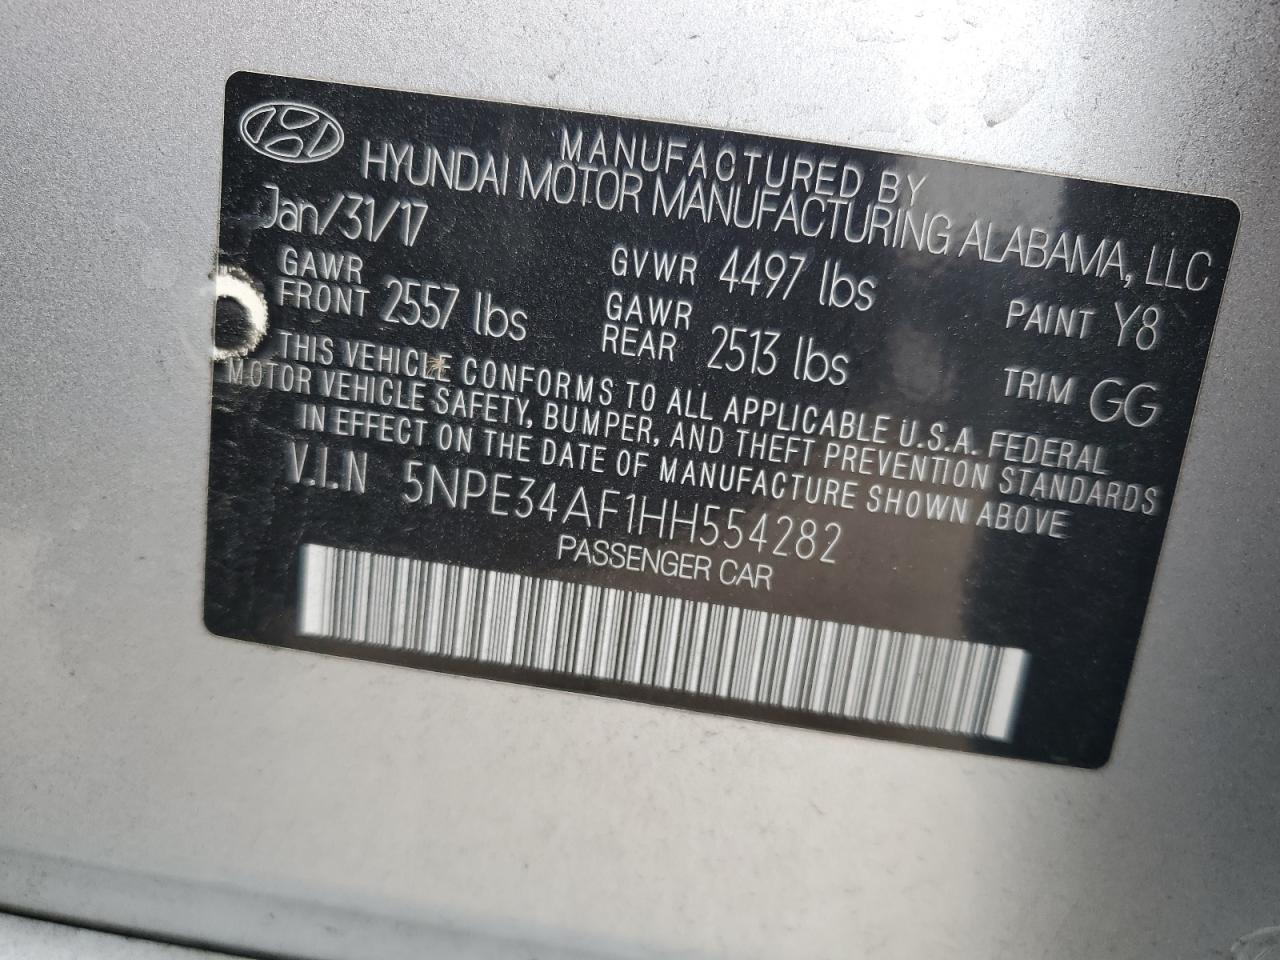 MANUFACTURED BY
HYUNDAI MOTOR MANUFACTURING ALABAMA, LLC
Jan/31/17
GAWR FRONT 2557 lbs
GVWR 4497 lbs
GAWR REAR 2513 lbs
PAINT Y8
TRIM GG
THIS VEHICLE CONFORMS TO ALL APPLICABLE U.S.A. FEDERAL
MOTOR VEHICLE SAFETY, BUMPER, AND THEFT PREVENTION STANDARDS
IN EFFECT ON THE DATE OF MANUFACTURE SHOWN ABOVE
V.I.N 5NPE34AF1HH554282
PASSENGER CAR